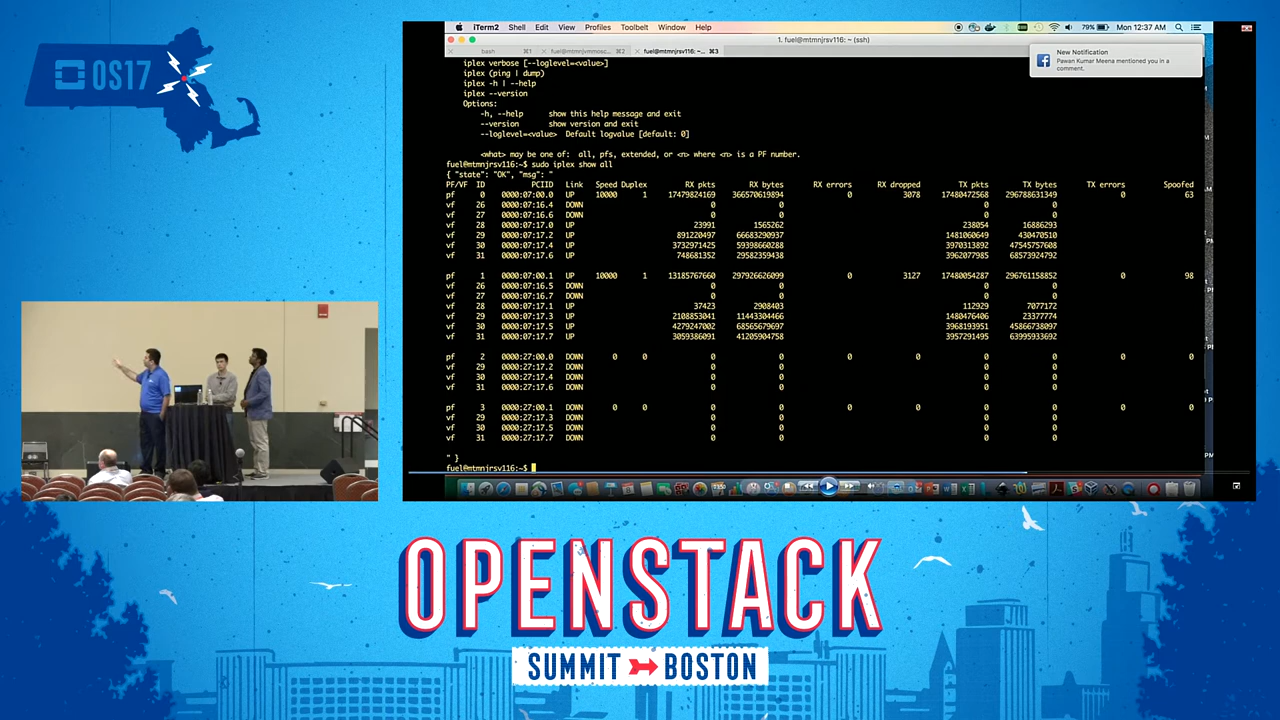 OS17
iTerm2 Shell Edit View Profiles Toolbelt Window Help
79% Mon 12:37 AM
1. fuel@mtmnjrsv116: ~ (ssh)
bash ⌘1 ⌘2 fuel@mtmnjrsv116: ~... ⌘3
New Notification
Pawan Kumar Meena mentioned you in a
comment.
iplex verbose [--loglevel=<value>]
iplex (ping | dump)
iplex -h | --help
iplex --version
Options:
-h, --help show this help message and exit
--version show version and exit
--loglevel=<value> Default logvalue [default: 0]
<what> may be one of: all, pfs, extended, or <n> where <n> is a PF number.
fuel@mtmnjrsv116:~$ sudo iplex show all
{ "state": "OK", "msg": "
PF/VF ID PCIID Link Speed Duplex RX pkts RX bytes RX errors RX dropped TX pkts TX bytes TX errors Spoofed
pf 0 0000:07:00.0 UP 10000 1 17479824169 366570619894 0 3078 17480472568 296788631349 0 63
vf 26 0000:07:16.4 DOWN 0 0 0 0
vf 27 0000:07:16.6 DOWN 0 0 0 0
vf 28 0000:07:17.0 UP 23991 1565262 238054 16886293
vf 29 0000:07:17.2 UP 891220497 66683290937 1481060649 430470510
vf 30 0000:07:17.4 UP 3732971425 59398660288 3970313892 47545757608
vf 31 0000:07:17.6 UP 748681352 29582359438 3962077985 68573924792
pf 1 0000:07:00.1 UP 10000 1 13185767660 297926626099 0 3127 17480054287 296761158852 0 98
vf 26 0000:07:16.5 DOWN 0 0 0 0
vf 27 0000:07:16.7 DOWN 0 0 0 0
vf 28 0000:07:17.1 UP 37423 2908403 112929 7077172
vf 29 0000:07:17.3 UP 2108853041 11443304466 1480476406 23377774
vf 30 0000:07:17.5 UP 4279247002 68565679697 3968193951 45866738097
vf 31 0000:07:17.7 UP 3059386091 41205904758 3957291495 63995933692
pf 2 0000:27:00.0 DOWN 0 0 0 0 0 0 0 0 0 0
vf 29 0000:27:17.2 DOWN 0 0 0 0
vf 30 0000:27:17.4 DOWN 0 0 0 0
vf 31 0000:27:17.6 DOWN 0 0 0 0
pf 3 0000:27:00.1 DOWN 0 0 0 0 0 0 0 0 0 0
vf 29 0000:27:17.3 DOWN 0 0 0 0
vf 30 0000:27:17.5 DOWN 0 0 0 0
vf 31 0000:27:17.7 DOWN 0 0 0 0
" }
fuel@mtmnjrsv116:~$
OPENSTACK
SUMMIT BOSTON